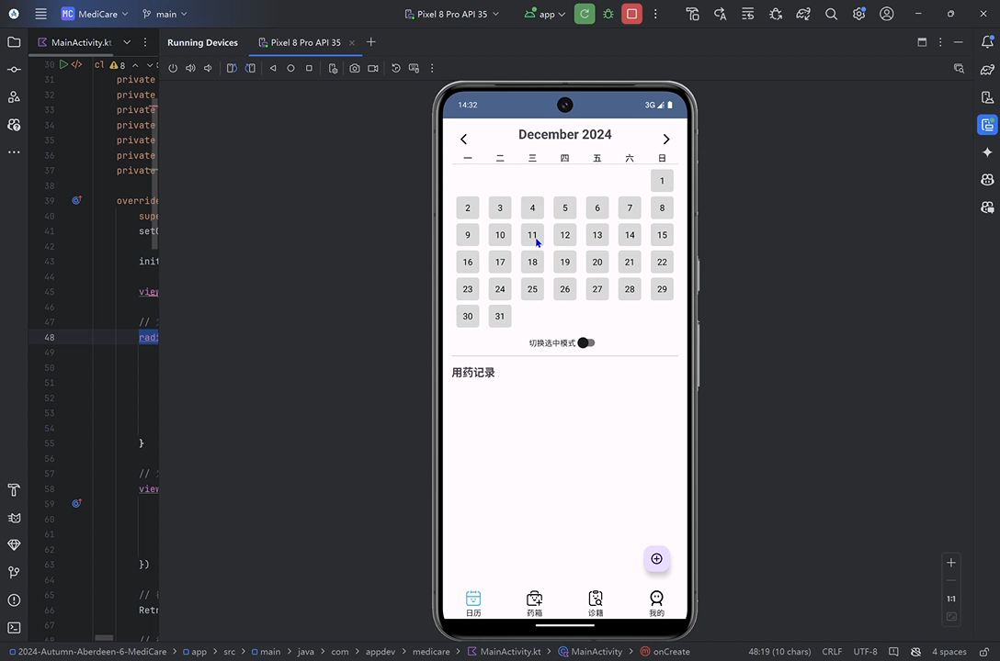 MC MediCare main Pixel 8 Pro API 35 app
MainActivity.kt Running Devices Pixel 8 Pro API 35
30 cl 8
31 private
32 private
33 private
34 private
35 private
36 private
37 private
38
39 override
40
41
42
43 init
44
45 view
46
47 //
48 radi
49
50
51
52
53
54
55 }
56
57 //
58 view
59
60
61
62
63 })
64
65 //
66 Retr
67
14:32 3G
December 2024
一 二 三 四 五 六 日
1
2 3 4 5 6 7 8
9 10 11 12 13 14 15
16 17 18 19 20 21 22
23 24 25 26 27 28 29
30 31
切换选中模式
用药记录
日历 药箱 诊籍 我的
1:1
2024-Autumn-Aberdeen-6-MediCare > app > src > main > java > com > appdev > medicare > MainActivity.kt > MainActivity > onCreate 48:19 (10 chars) CRLF UTF-8 4 spaces